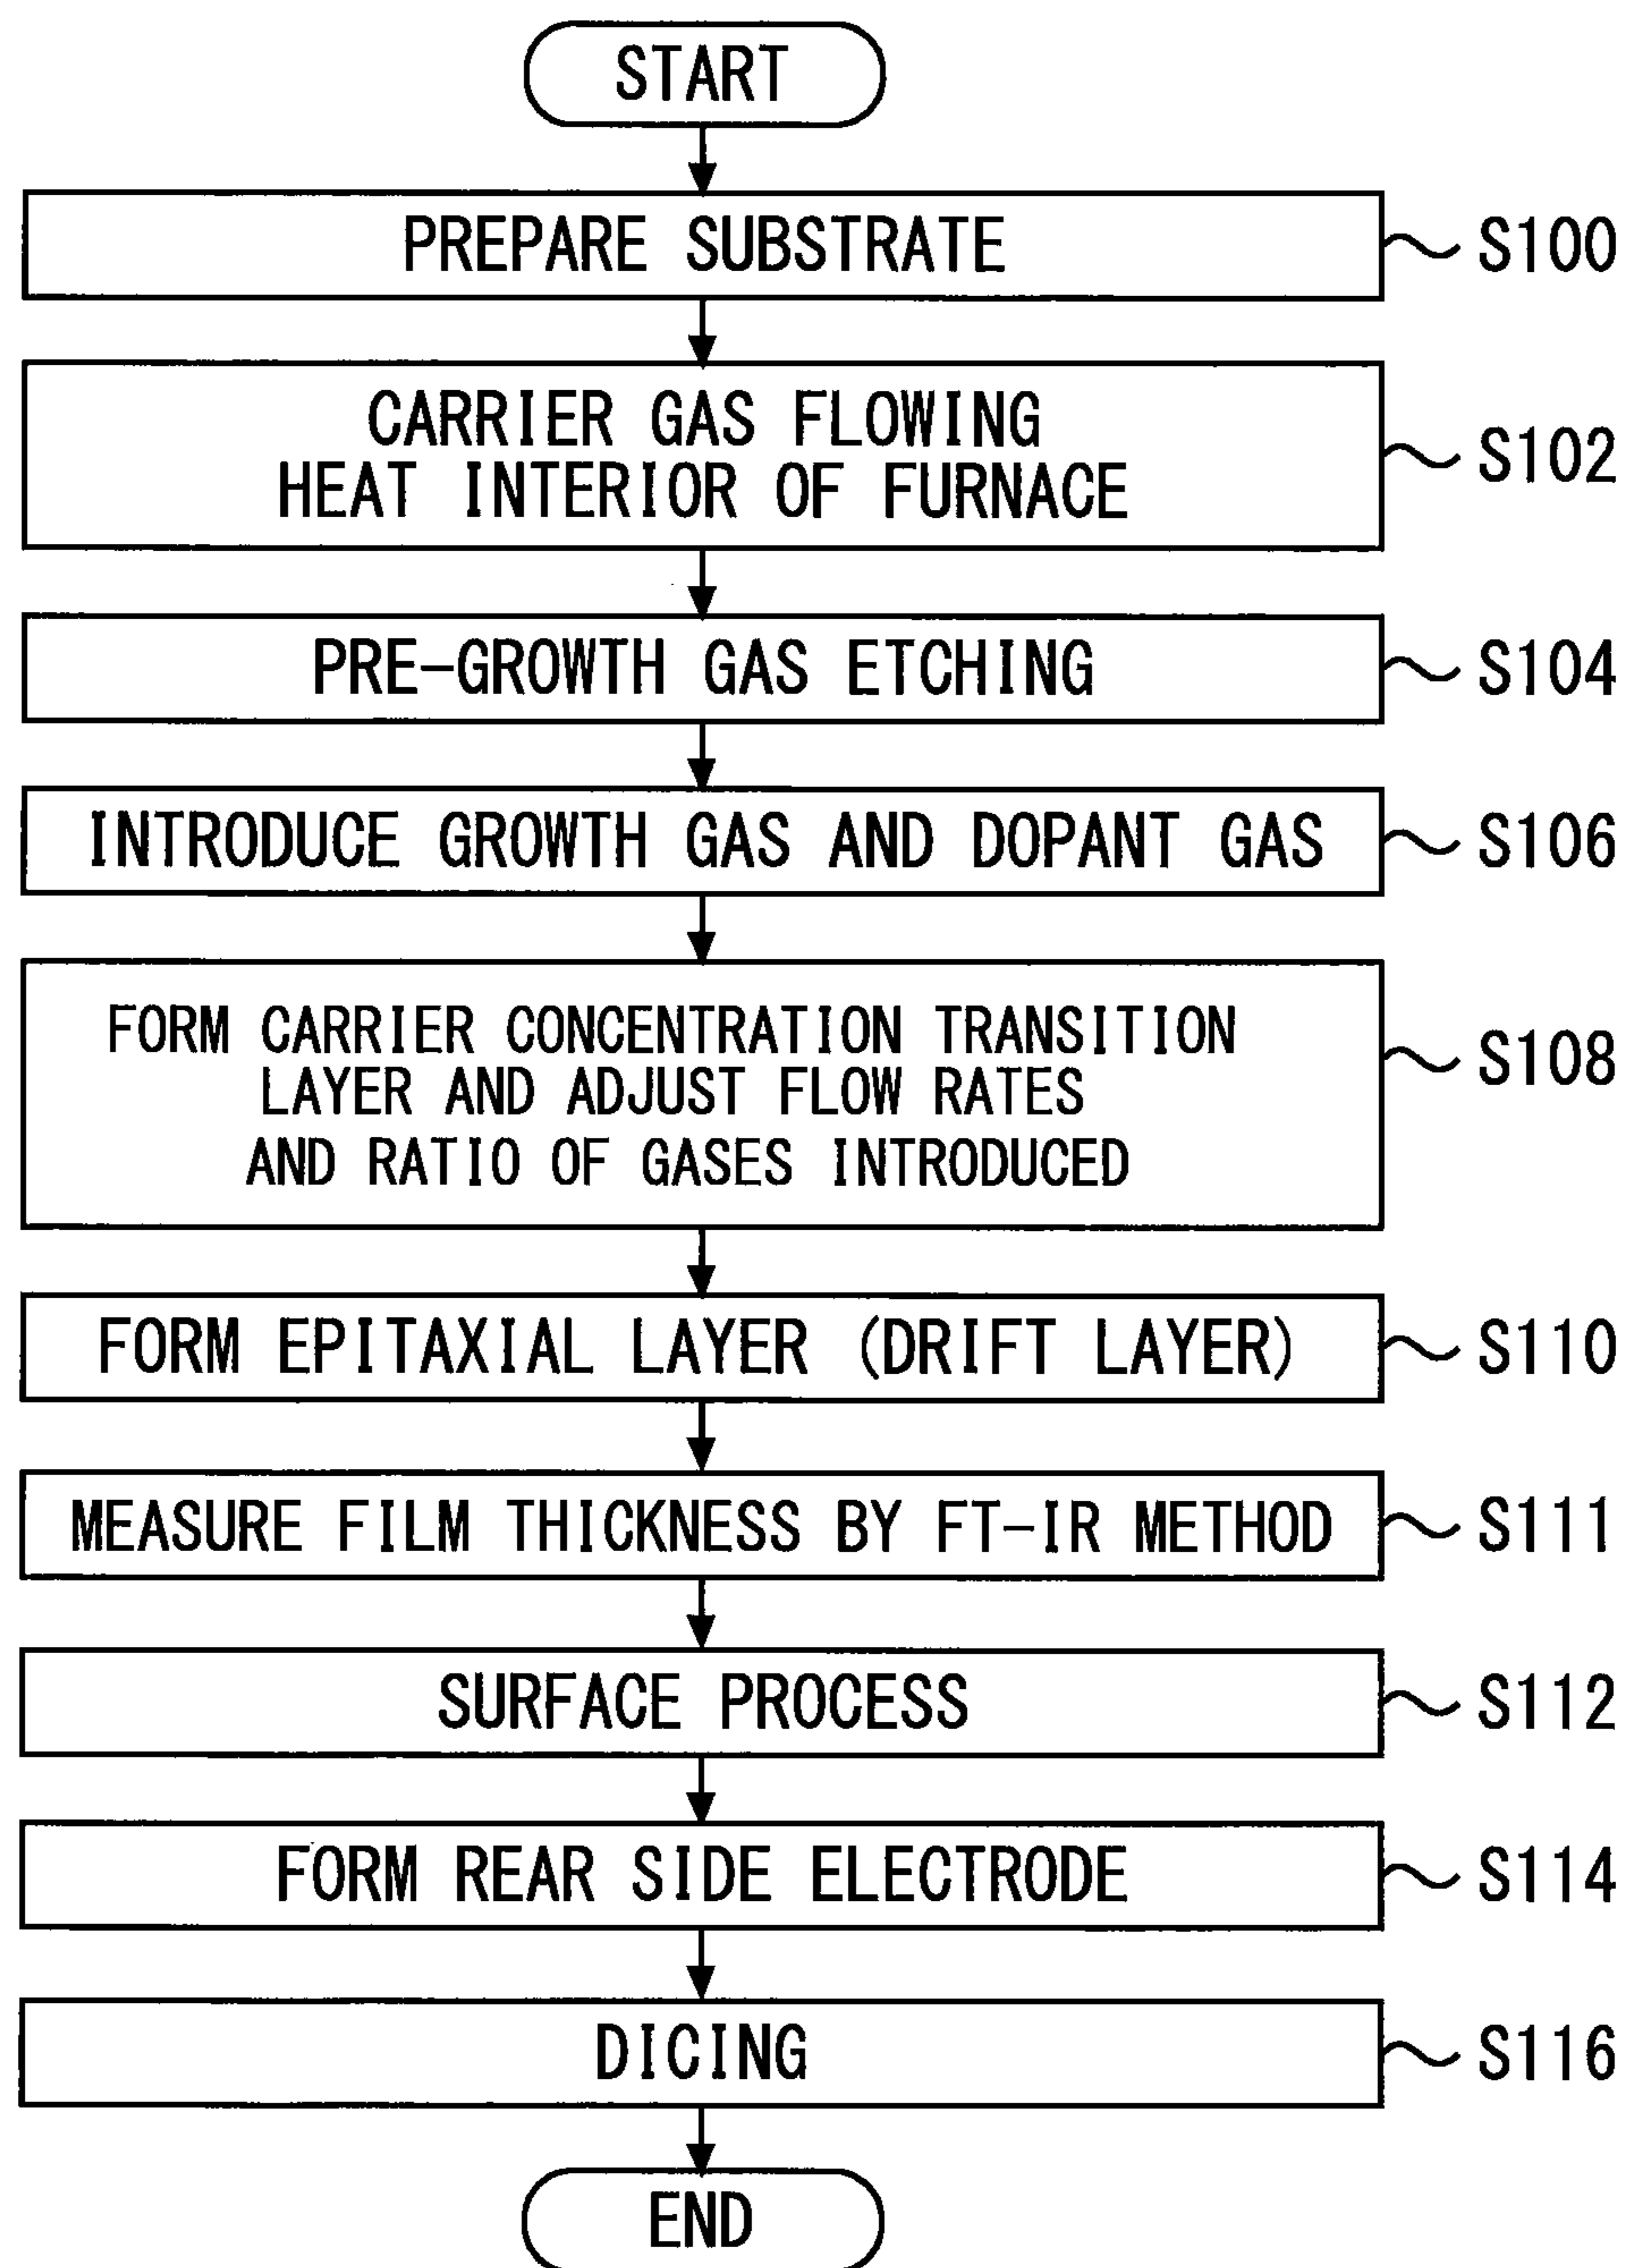 START
PREPARE SUBSTRATE
S100
CARRIER GAS FLOWING
HEAT INTERIOR OF FURNACE
S102
PRE-GROWTH GAS ETCHING
S104
INTRODUCE GROWTH GAS AND DOPANT GAS
S106
FORM CARRIER CONCENTRATION TRANSITION
LAYER AND ADJUST FLOW RATES
AND RATIO OF GASES INTRODUCED
S108
FORM EPITAXIAL LAYER (DRIFT LAYER)
S110
MEASURE FILM THICKNESS BY FT-IR METHOD
S111
SURFACE PROCESS
S112
FORM REAR SIDE ELECTRODE
S114
DICING
S116
END